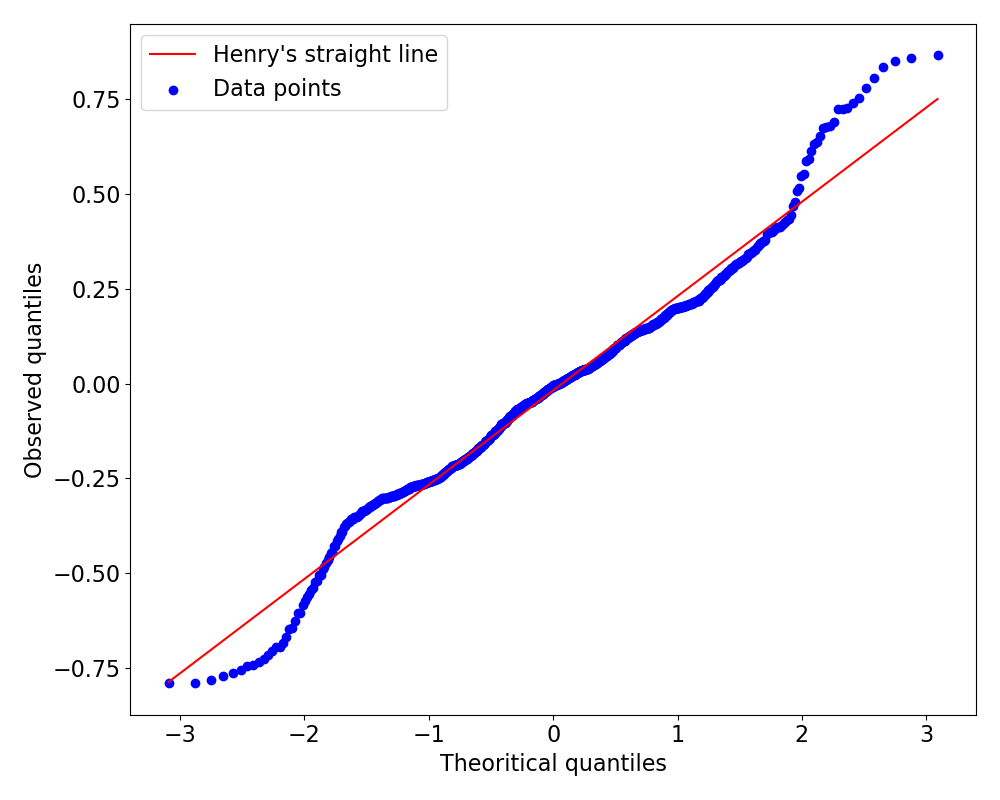 Henry's straight line
Data points
0.75
0.50
0.25
0.00
−0.25
−0.50
−0.75
Observed quantiles
−3 −2 −1 0 1 2 3
Theoritical quantiles